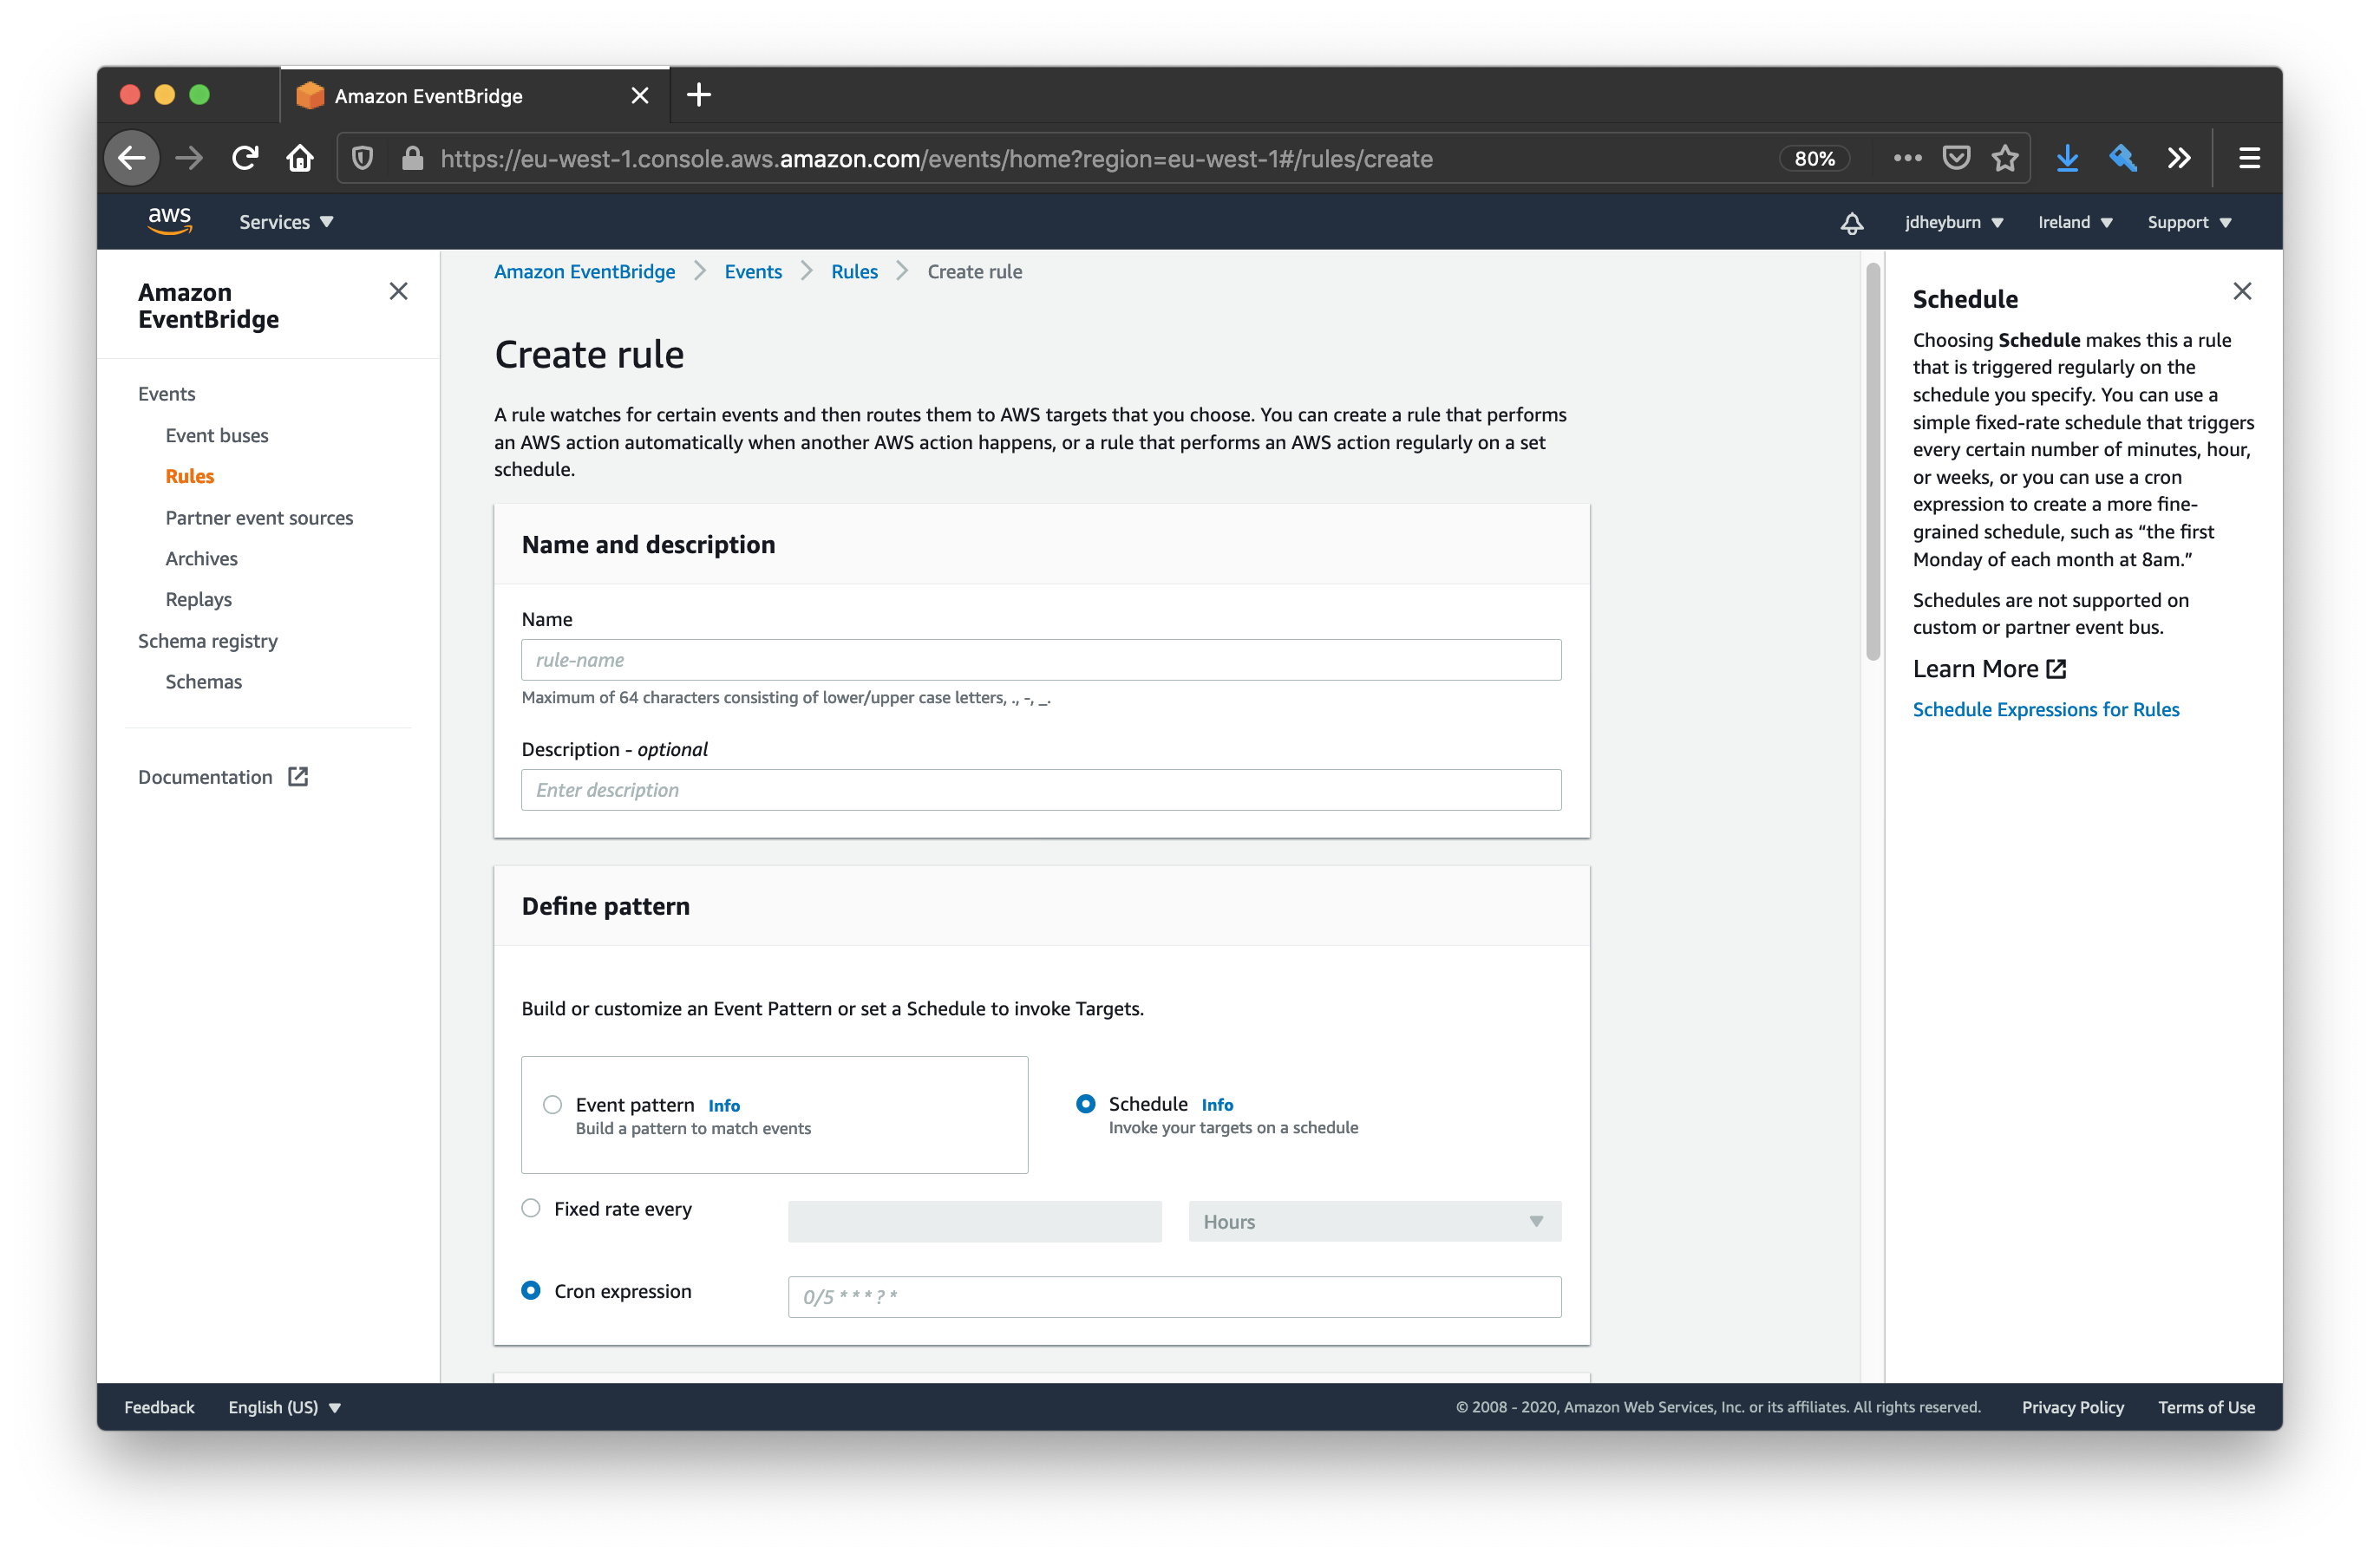 Amazon EventBridge
https://eu-west-1.console.aws.amazon.com/events/home?region=eu-west-1#/rules/create
80%
aws
Services
jdheyburn
Ireland
Support
Amazon
EventBridge
Events
Event buses
Rules
Partner event sources
Archives
Replays
Schema registry
Schemas
Documentation
Amazon EventBridge > Events > Rules > Create rule
Create rule
A rule watches for certain events and then routes them to AWS targets that you choose. You can create a rule that performs
an AWS action automatically when another AWS action happens, or a rule that performs an AWS action regularly on a set
schedule.
Name and description
Name
rule-name
Maximum of 64 characters consisting of lower/upper case letters, ., -, _.
Description - optional
Enter description
Define pattern
Build or customize an Event Pattern or set a Schedule to invoke Targets.
Event pattern Info
Build a pattern to match events
Schedule Info
Invoke your targets on a schedule
Fixed rate every
Hours
Cron expression
0/5 * * * ? *
Schedule
Choosing Schedule makes this a rule
that is triggered regularly on the
schedule you specify. You can use a
simple fixed-rate schedule that triggers
every certain number of minutes, hour,
or weeks, or you can use a cron
expression to create a more fine-
grained schedule, such as “the first
Monday of each month at 8am.”
Schedules are not supported on
custom or partner event bus.
Learn More
Schedule Expressions for Rules
Feedback
English (US)
© 2008 - 2020, Amazon Web Services, Inc. or its affiliates. All rights reserved.
Privacy Policy
Terms of Use